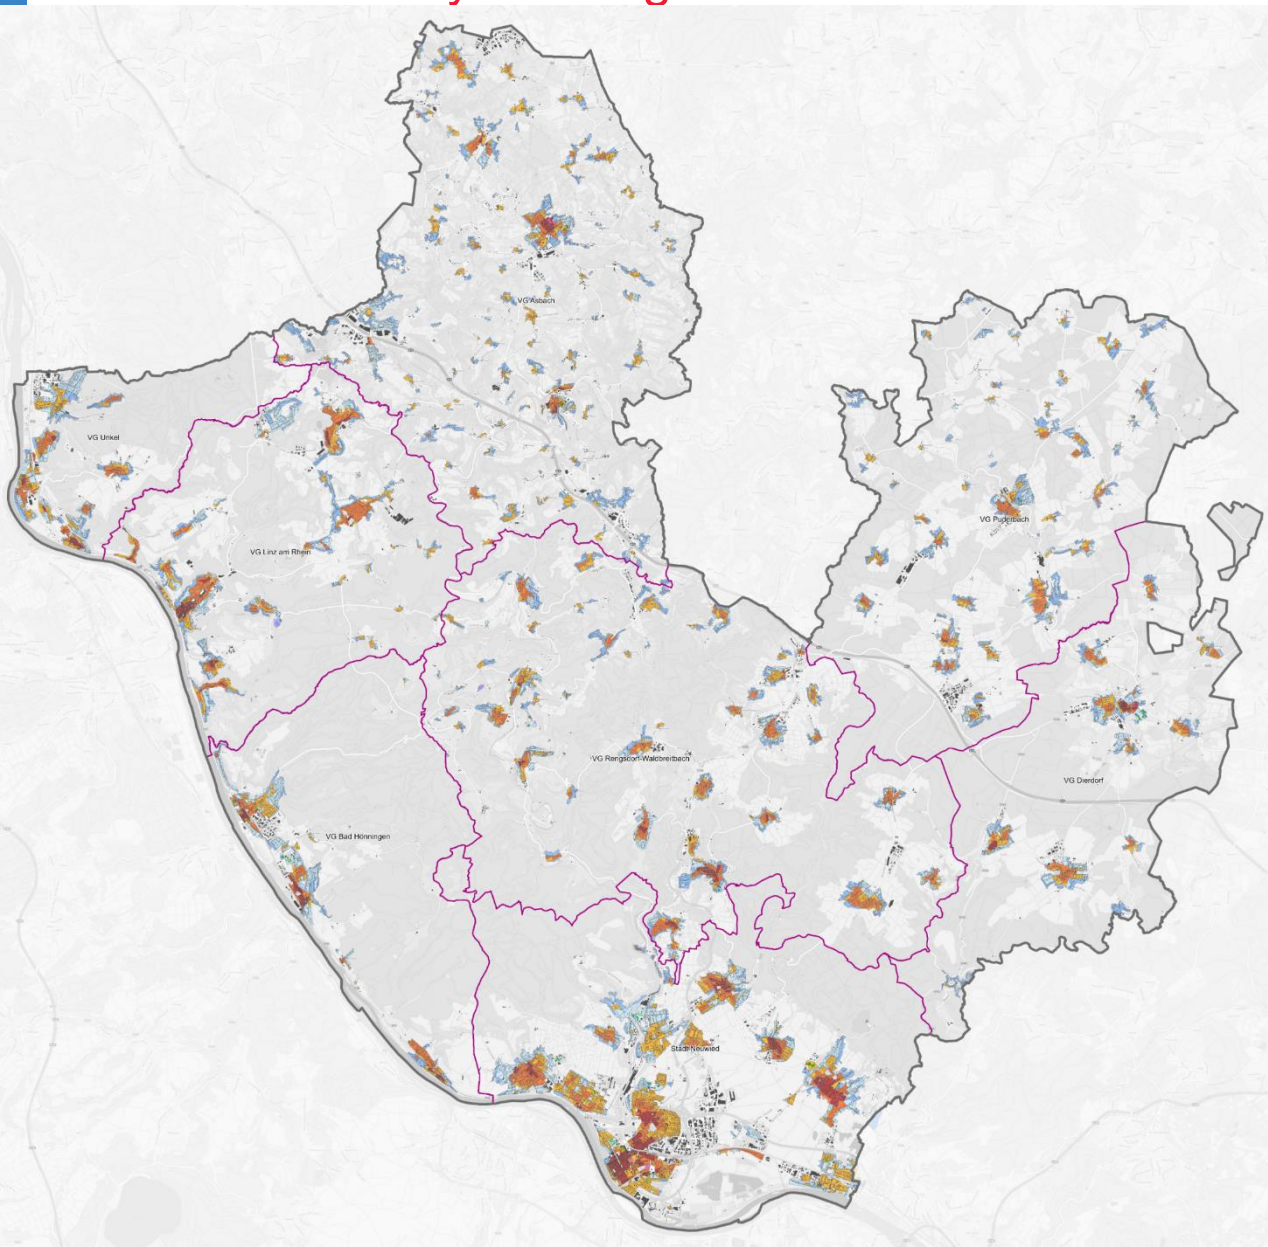 VG Asbach
VG Unkel
VG Linz am Rhein
VG Puderbach
VG Rengsdorf-Waldbreitbach
VG Dierdorf
VG Bad Hönningen
Stadt Neuwied